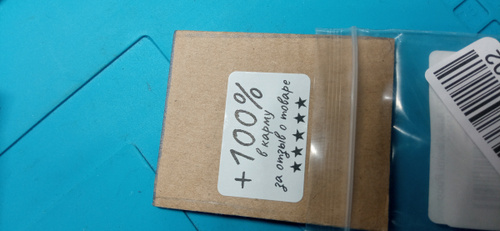 +100%
в карму
за отзыв о товаре
★★★★★